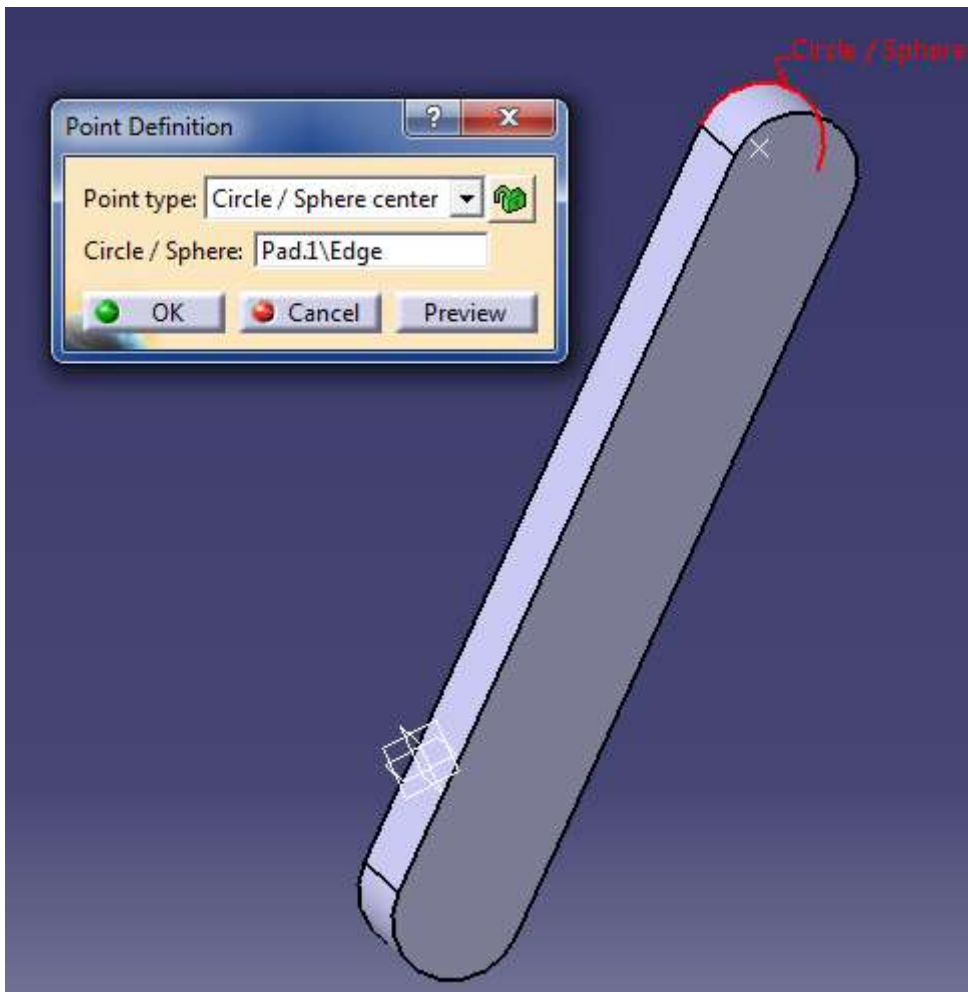 Circle / Sphere
Point Definition
?
X
Point type: Circle / Sphere center
Circle / Sphere: Pad.1\Edge
OK Cancel Preview